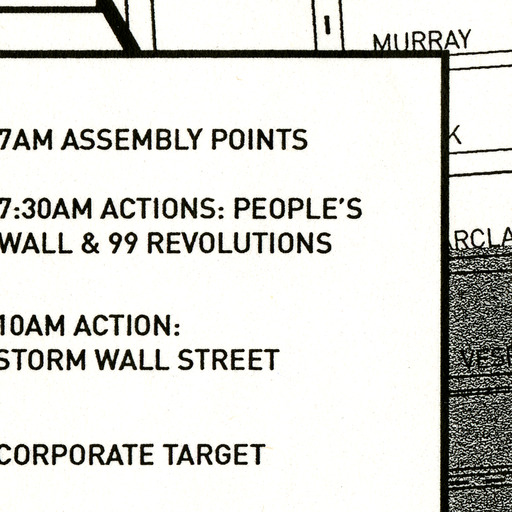 MURRAY
7AM ASSEMBLY POINTS
7:30AM ACTIONS: PEOPLE'S
WALL & 99 REVOLUTIONS
10AM ACTION:
STORM WALL STREET
CORPORATE TARGET